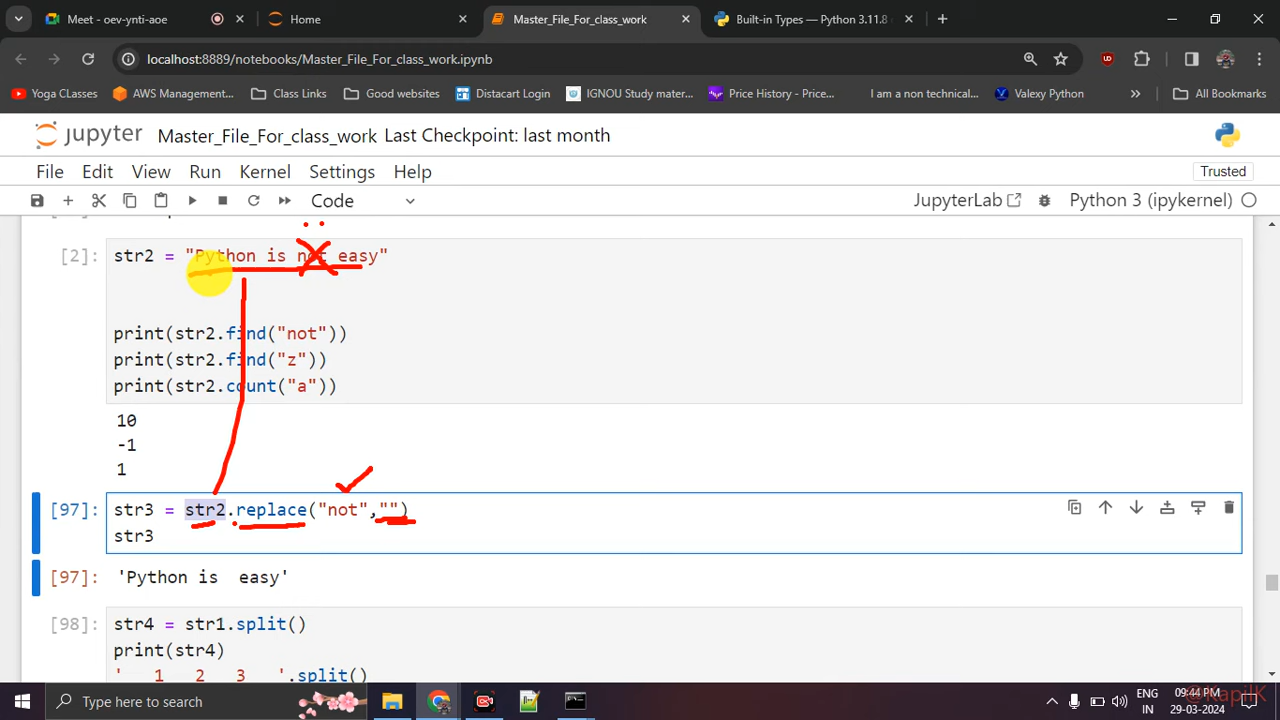 Meet - oev-ynti-aoe
Home
Master_File_For_class_work
Built-in Types — Python 3.11.8
localhost:8889/notebooks/Master_File_For_class_work.ipynb
Yoga CLasses
AWS Management...
Class Links
Good websites
Distacart Login
IGNOU Study mater...
Price History - Price...
I am a non technical...
Valexy Python
All Bookmarks
jupyter Master_File_For_class_work Last Checkpoint: last month
File Edit View Run Kernel Settings Help
Trusted
Code
JupyterLab
Python 3 (ipykernel)
[2]: str2 = "Python is not easy"
print(str2.find("not"))
print(str2.find("z"))
print(str2.count("a"))
10
-1
1
[97]: str3 = str2.replace("not","")
str3
[97]: 'Python is  easy'
[98]: str4 = str1.split()
print(str4)
'   1   2   3   '.split()
Type here to search
ENG
IN
09:44 PM
29-03-2024
@KapilK